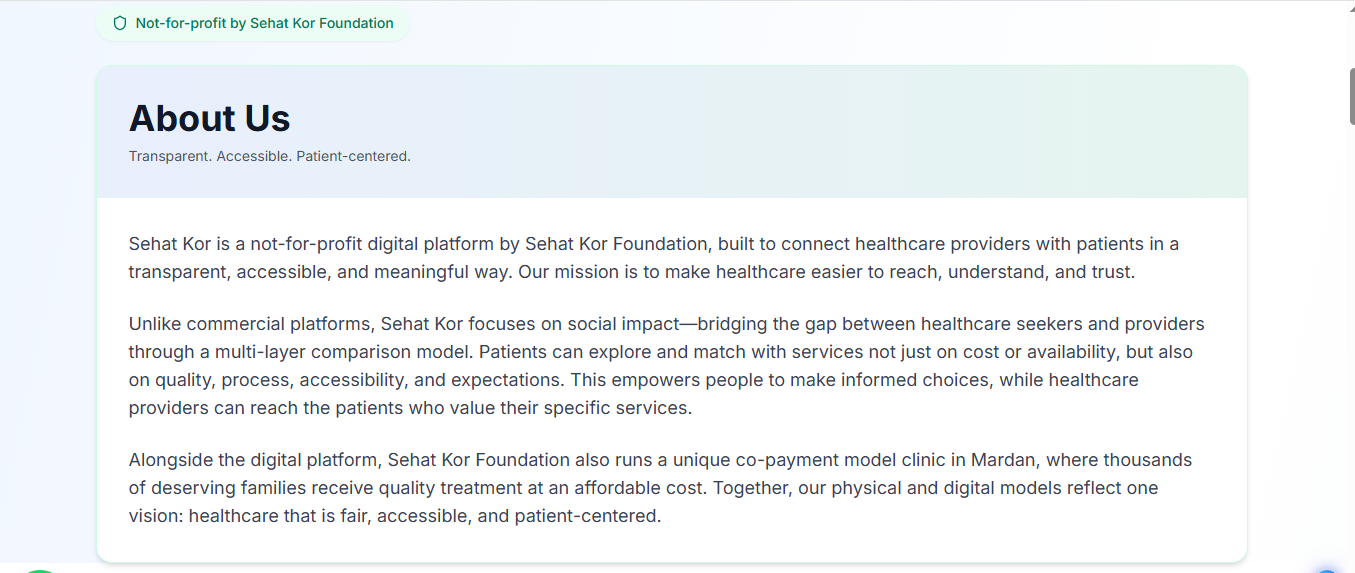 Not-for-profit by Sehat Kor Foundation
About Us
Transparent. Accessible. Patient-centered.
Sehat Kor is a not-for-profit digital platform by Sehat Kor Foundation, built to connect healthcare providers with patients in a
transparent, accessible, and meaningful way. Our mission is to make healthcare easier to reach, understand, and trust.
Unlike commercial platforms, Sehat Kor focuses on social impact—bridging the gap between healthcare seekers and providers
through a multi-layer comparison model. Patients can explore and match with services not just on cost or availability, but also
on quality, process, accessibility, and expectations. This empowers people to make informed choices, while healthcare
providers can reach the patients who value their specific services.
Alongside the digital platform, Sehat Kor Foundation also runs a unique co-payment model clinic in Mardan, where thousands
of deserving families receive quality treatment at an affordable cost. Together, our physical and digital models reflect one
vision: healthcare that is fair, accessible, and patient-centered.